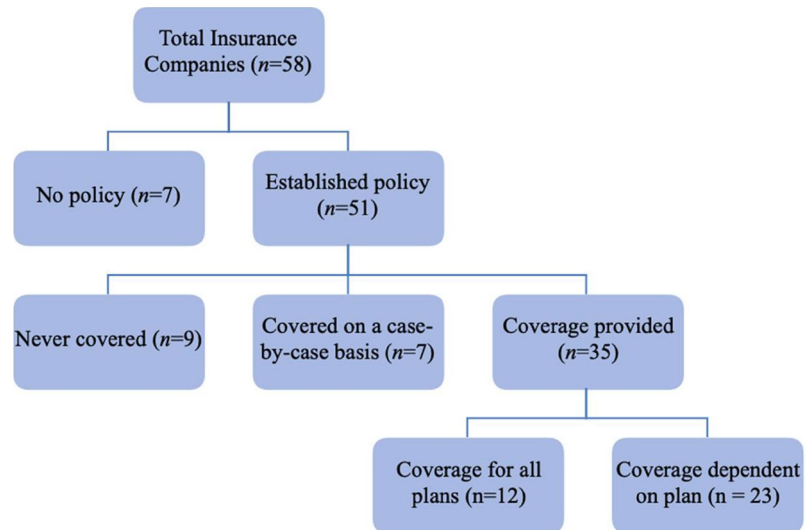 Total Insurance
Companies (n=58)
No policy (n=7)
Established policy
(n=51)
Never covered (n=9)
Covered on a case-
by-case basis (n=7)
Coverage provided
(n=35)
Coverage for all
plans (n=12)
Coverage dependent
on plan (n = 23)